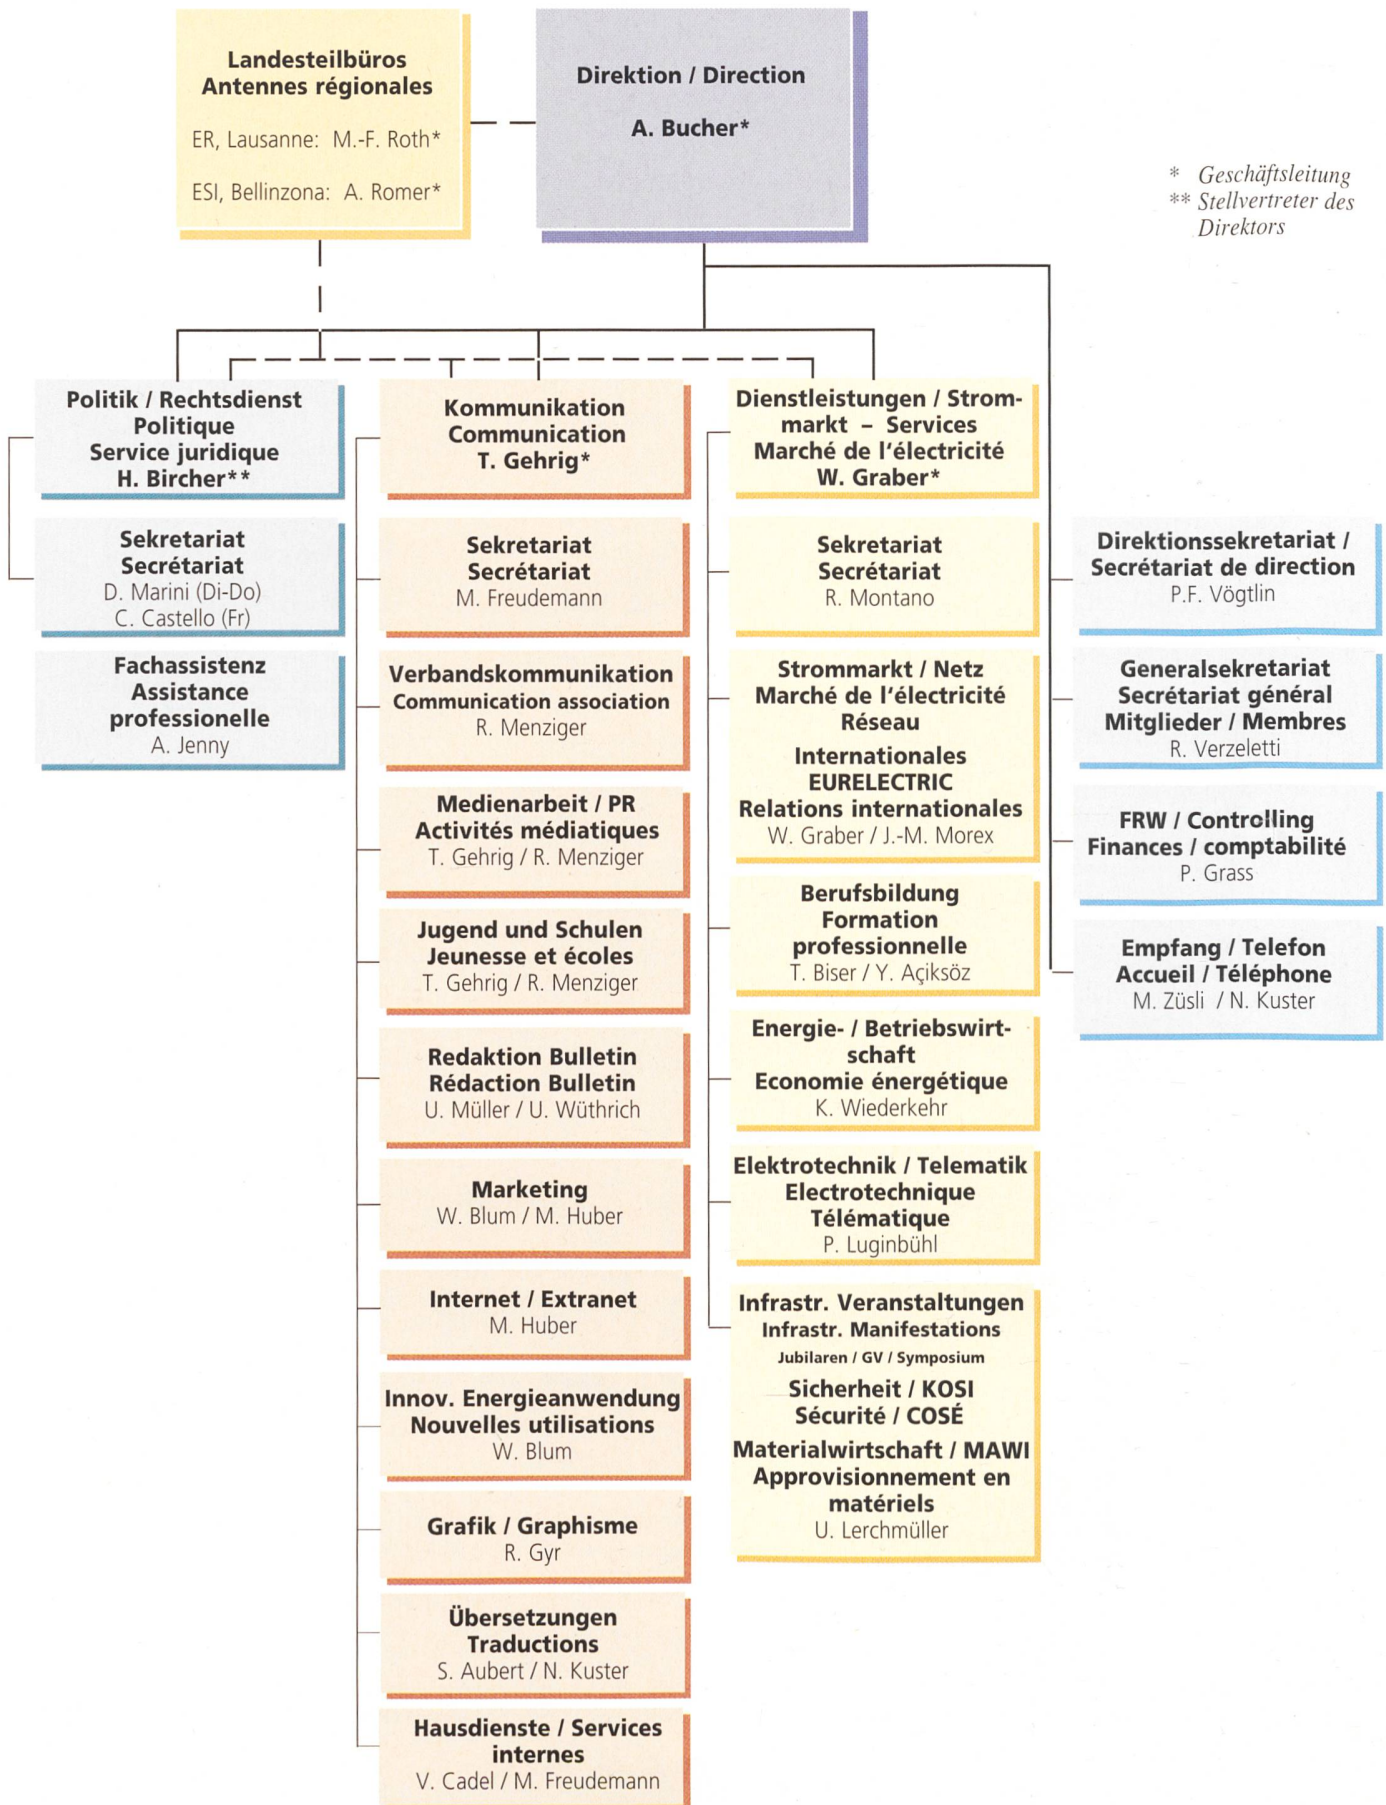 Landesteilbüros
Antennes régionales
ER, Lausanne: M.-F. Roth*
ESI, Bellinzona: A. Romer*
Direktion / Direction
A. Bucher*
* Geschäftsleitung
** Stellvertreter des
Direktors
Politik / Rechtsdienst
Politique
Service juridique
H. Bircher**
Sekretariat
Secrétariat
D. Marini (Di-Do)
C. Castello (Fr)
Fachassistenz
Assistance
professionelle
A. Jenny
Kommunikation
Communication
T. Gehrig*
Sekretariat
Secrétariat
M. Freudemann
Verbandskommunikation
Communication association
R. Menziger
Medienarbeit / PR
Activités médiatiques
T. Gehrig / R. Menziger
Jugend und Schulen
Jeunesse et écoles
T. Gehrig / R. Menziger
Redaktion Bulletin
Rédaction Bulletin
U. Müller / U. Wüthrich
Marketing
W. Blum / M. Huber
Internet / Extranet
M. Huber
Innov. Energieanwendung
Nouvelles utilisations
W. Blum
Grafik / Graphisme
R. Gyr
Übersetzungen
Traductions
S. Aubert / N. Kuster
Hausdienste / Services
internes
V. Cadel / M. Freudemann
Dienstleistungen / Strom-
markt – Services
Marché de l'électricité
W. Graber*
Sekretariat
Secrétariat
R. Montano
Strommarkt / Netz
Marché de l'électricité
Réseau
Internationales
EURELECTRIC
Relations internationales
W. Graber / J.-M. Morex
Berufsbildung
Formation
professionnelle
T. Biser / Y. Açiksöz
Energie- / Betriebswirt-
schaft
Economie énergétique
K. Wiederkehr
Elektrotechnik / Telematik
Electrotechnique
Télématique
P. Luginbühl
Infrastr. Veranstaltungen
Infrastr. Manifestations
Jubilaren / GV / Symposium
Sicherheit / KOSI
Sécurité / COSÉ
Materialwirtschaft / MAWI
Approvisionnement en
matériels
U. Lerchmüller
Direktionssekretariat /
Secrétariat de direction
P.F. Vögtlin
Generalsekretariat
Secrétariat général
Mitglieder / Membres
R. Verzeletti
FRW / Controlling
Finances / comptabilité
P. Grass
Empfang / Telefon
Accueil / Téléphone
M. Züsli / N. Kuster